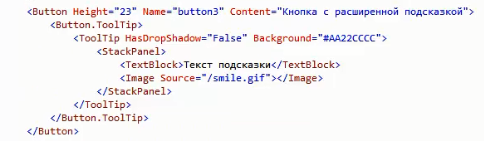 <Button Height="23" Name="button3" Content="Кнопка с расширенной подсказкой">
<Button.ToolTip>
<ToolTip HasDropShadow="False" Background="#AA22CCCC">
<StackPanel>
<TextBlock>Текст подсказки</TextBlock>
<Image Source="/smile.gif"></Image>
</StackPanel>
</ToolTip>
</Button.ToolTip>
</Button>